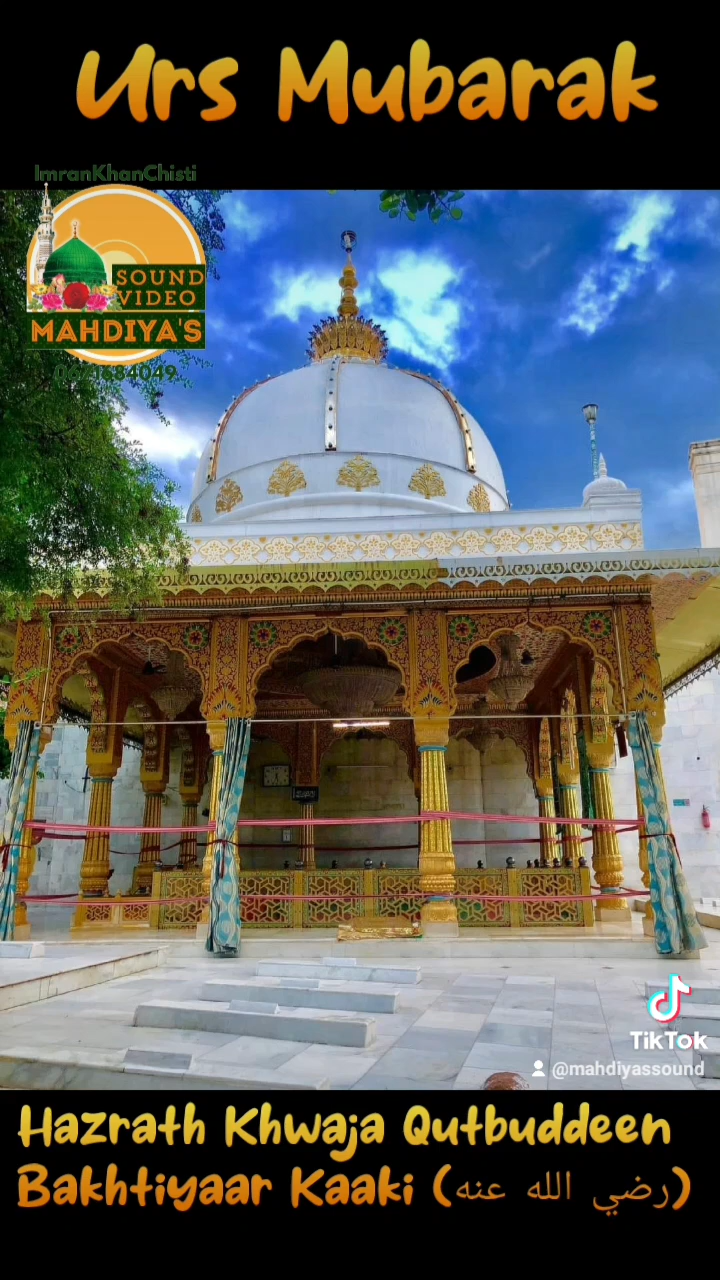 Urs Mubarak
ImranKhanChisti
SOUND
VIDEO
MAHDIYA'S
TikTok
@mahdiyassound
Hazrath Khwaja Qutbuddeen
Bakhtiyaar Kaaki (رضي الله عنه)